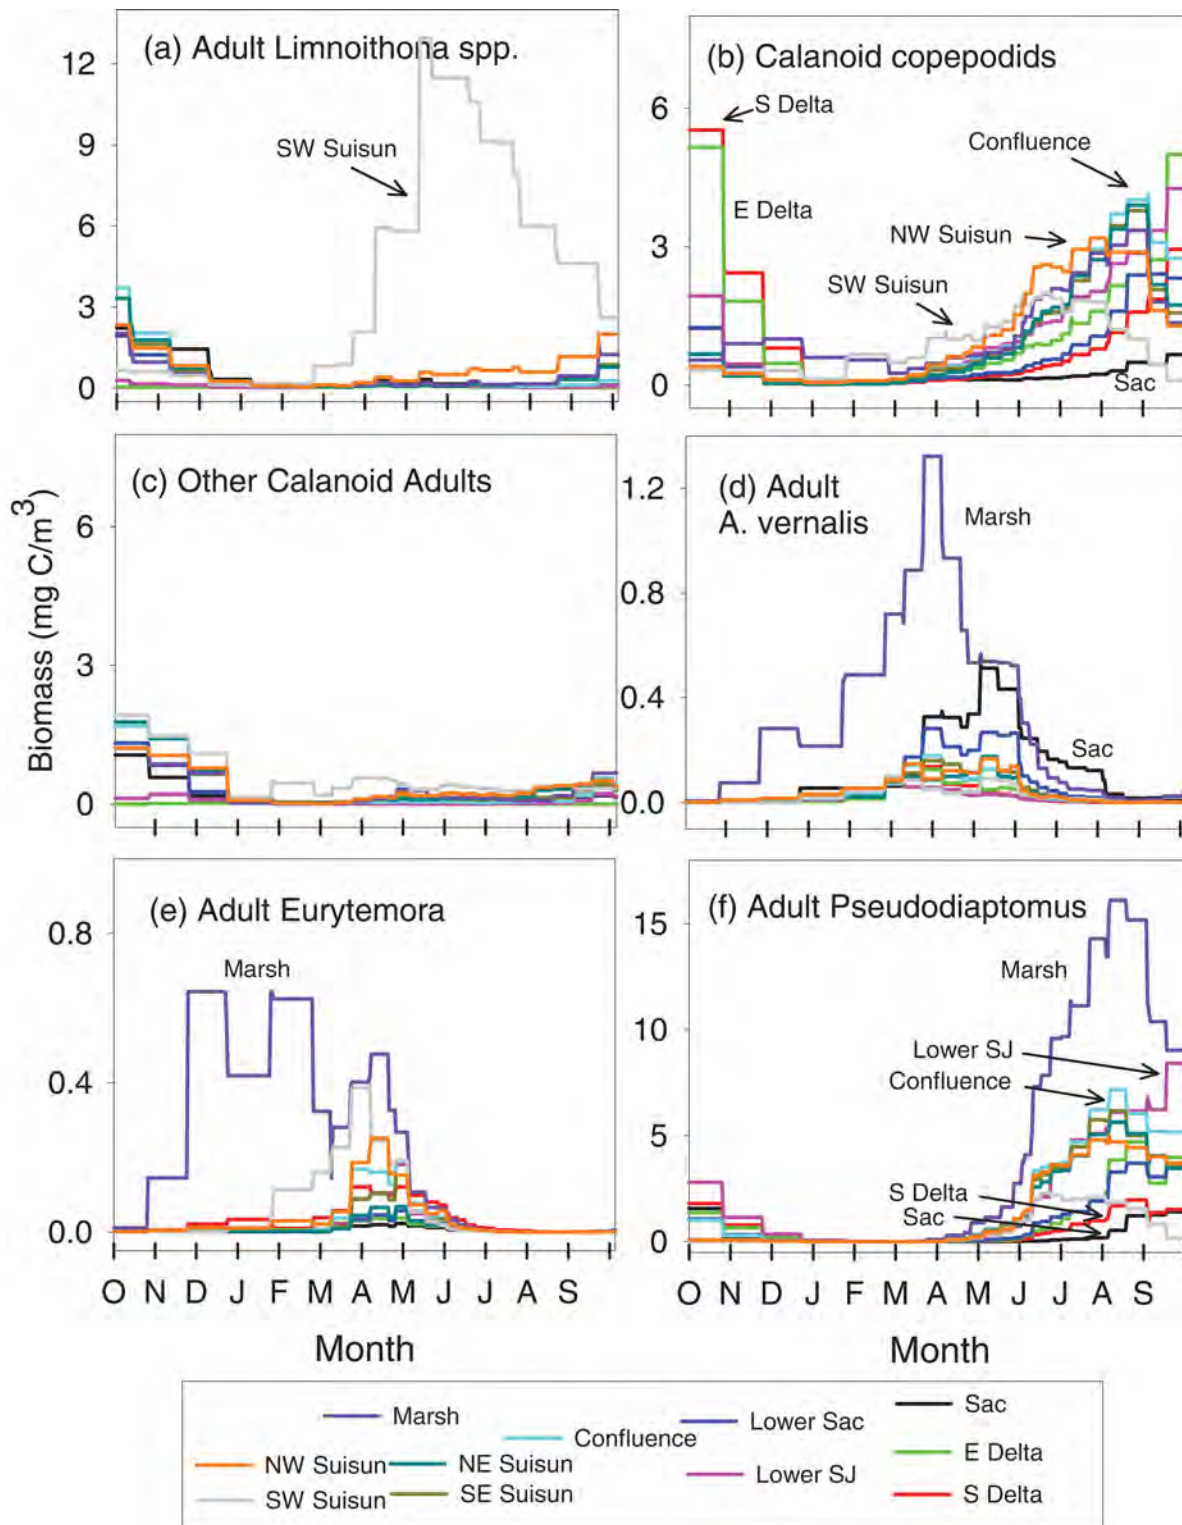 (a) Adult Limnoithona spp.
12
9
6
3
0
SW Suisun
(b) Calanoid copepodids
6
3
0
S Delta
E Delta
Confluence
NW Suisun
SW Suisun
Sac
(c) Other Calanoid Adults
6
3
0
Biomass (mg C/m3)
(d) Adult
A. vernalis
1.2
0.8
0.4
0.0
Marsh
Sac
(e) Adult Eurytemora
0.8
0.4
0.0
Marsh
O N D J F M A M J J A S
Month
(f) Adult Pseudodiaptomus
15
10
5
0
Marsh
Lower SJ
Confluence
S Delta
Sac
O N D J F M A M J J A S
Month
Marsh
Confluence
Lower Sac
Sac
NW Suisun
NE Suisun
Lower SJ
E Delta
SW Suisun
SE Suisun
S Delta